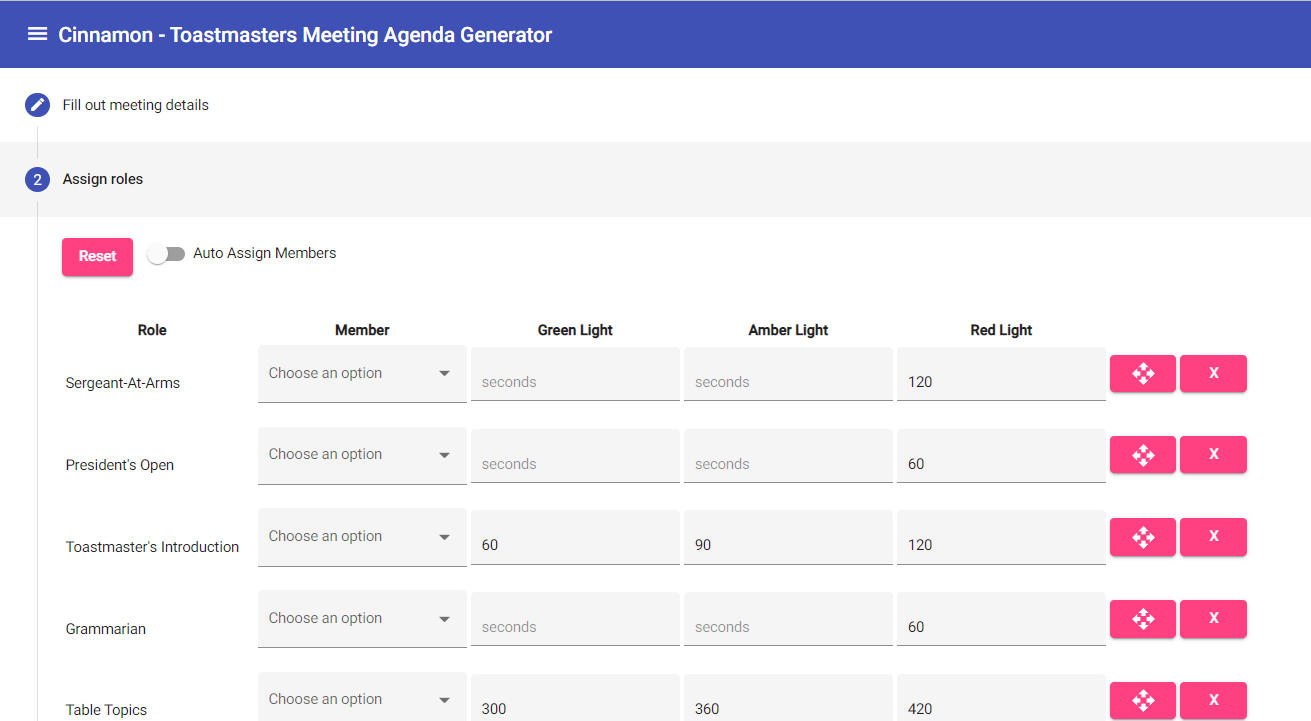 Cinnamon - Toastmasters Meeting Agenda Generator
Fill out meeting details
2 Assign roles
Reset Auto Assign Members
Role Member Green Light Amber Light Red Light
Sergeant-At-Arms Choose an option seconds seconds 120 X
President's Open Choose an option seconds seconds 60 X
Toastmaster's Introduction Choose an option 60 90 120 X
Grammarian Choose an option seconds seconds 60 X
Table Topics Choose an option 300 360 420 X